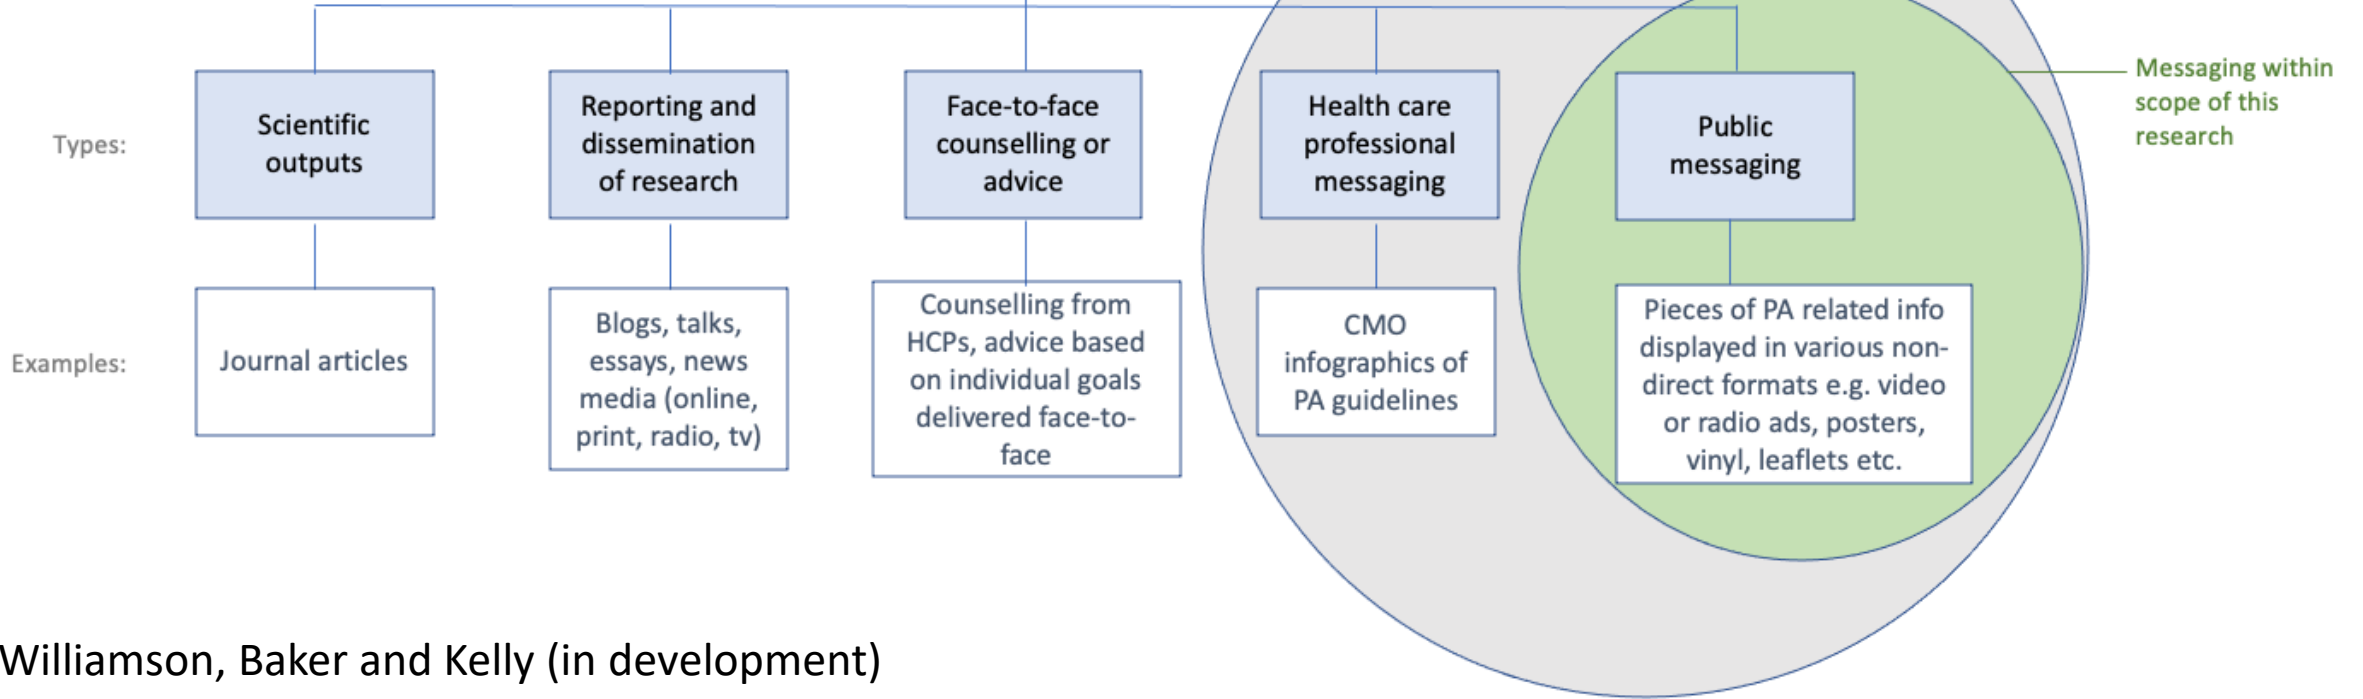 Types:
Scientific
outputs
Reporting and
dissemination
of research
Face-to-face
counselling or
advice
Health care
professional
messaging
Public
messaging
Messaging within
scope of this
research
Examples:
Journal articles
Blogs, talks,
essays, news
media (online,
print, radio, tv)
Counselling from
HCPs, advice based
on individual goals
delivered face-to-
face
CMO
infographics of
PA guidelines
Pieces of PA related info
displayed in various non-
direct formats e.g. video
or radio ads, posters,
vinyl, leaflets etc.
Williamson, Baker and Kelly (in development)